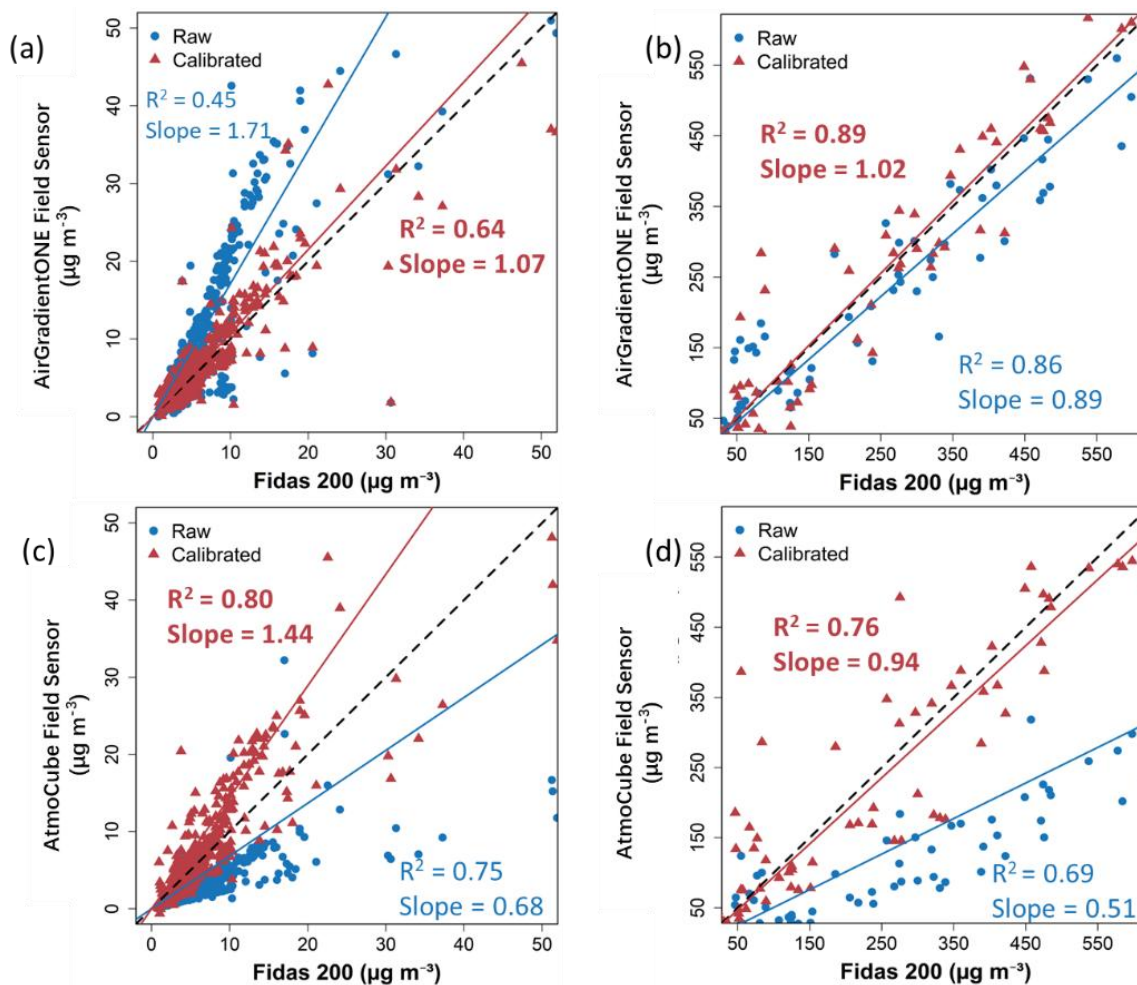 (a)
Raw
Calibrated
R² = 0.45
Slope = 1.71
R² = 0.64
Slope = 1.07
AirGradientONE Field Sensor
(µg m⁻³)
0 10 20 30 40 50
0 10 20 30 40 50
Fidas 200 (µg m⁻³)
(b)
Raw
Calibrated
R² = 0.89
Slope = 1.02
R² = 0.86
Slope = 0.89
AirGradientONE Field Sensor
(µg m⁻³)
50 150 250 350 450 550
50 150 250 350 450 550
Fidas 200 (µg m⁻³)
(c)
Raw
Calibrated
R² = 0.80
Slope = 1.44
R² = 0.75
Slope = 0.68
AtmoCube Field Sensor
(µg m⁻³)
0 10 20 30 40 50
0 10 20 30 40 50
Fidas 200 (µg m⁻³)
(d)
Raw
Calibrated
R² = 0.76
Slope = 0.94
R² = 0.69
Slope = 0.51
AtmoCube Field Sensor
(µg m⁻³)
50 150 250 350 450 550
50 150 250 350 450 550
Fidas 200 (µg m⁻³)